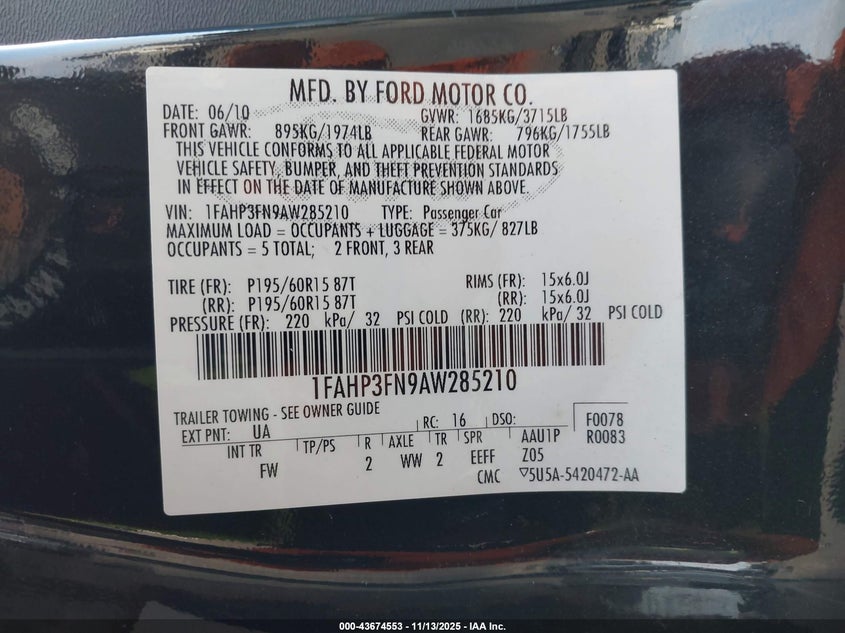 MFD. BY FORD MOTOR CO.
DATE: 06/10 GVWR: 1685KG/3715LB
FRONT GAWR: 895KG/1974LB REAR GAWR: 796KG/1755LB
THIS VEHICLE CONFORMS TO ALL APPLICABLE FEDERAL MOTOR
VEHICLE SAFETY, BUMPER, AND THEFT PREVENTION STANDARDS
IN EFFECT ON THE DATE OF MANUFACTURE SHOWN ABOVE.
VIN: 1FAHP3FN9AW285210 TYPE: Passenger Car
MAXIMUM LOAD = OCCUPANTS + LUGGAGE = 375KG/ 827LB
OCCUPANTS = 5 TOTAL; 2 FRONT, 3 REAR
TIRE (FR): P195/60R15 87T RIMS (FR): 15x6.0J
(RR): P195/60R15 87T (RR): 15x6.0J
PRESSURE (FR): 220 kPa/ 32 PSI COLD (RR): 220 kPa/ 32 PSI COLD
1FAHP3FN9AW285210
TRAILER TOWING - SEE OWNER GUIDE
EXT PNT: UA RC: 16 DSO: F0078
INT TR TP/PS R AXLE TR SPR AAU1P R0083
FW 2 WW 2 EEFF Z05
CMC ▽5U5A-5420472-AA
000-43674553 - 11/13/2025 - IAA Inc.